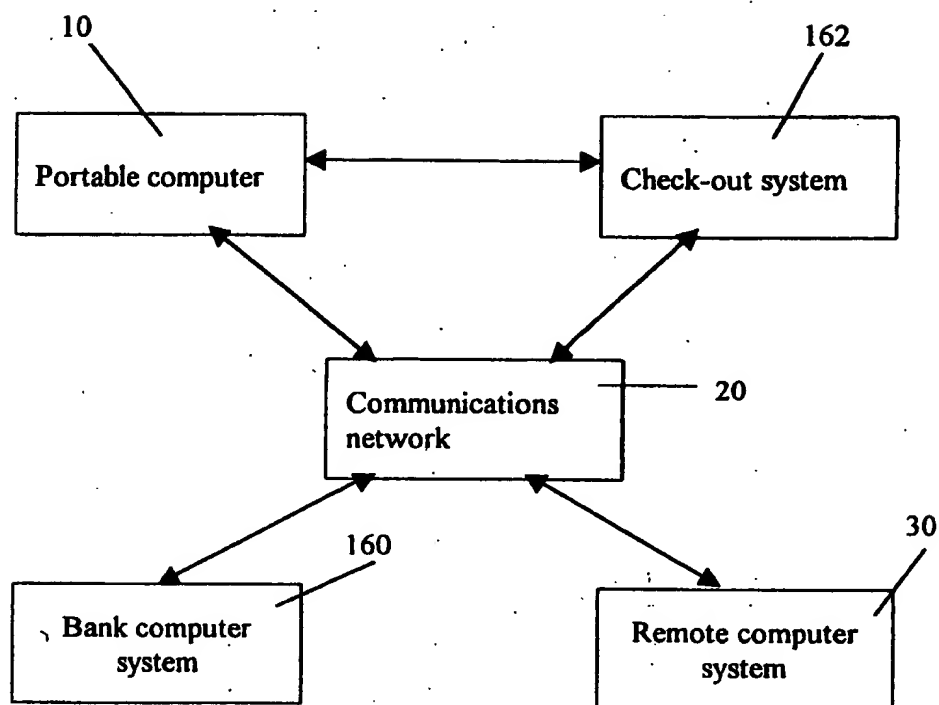 10
162
Portable computer
Check-out system
Communications
network
20
160
30
Bank computer
system
Remote computer
system